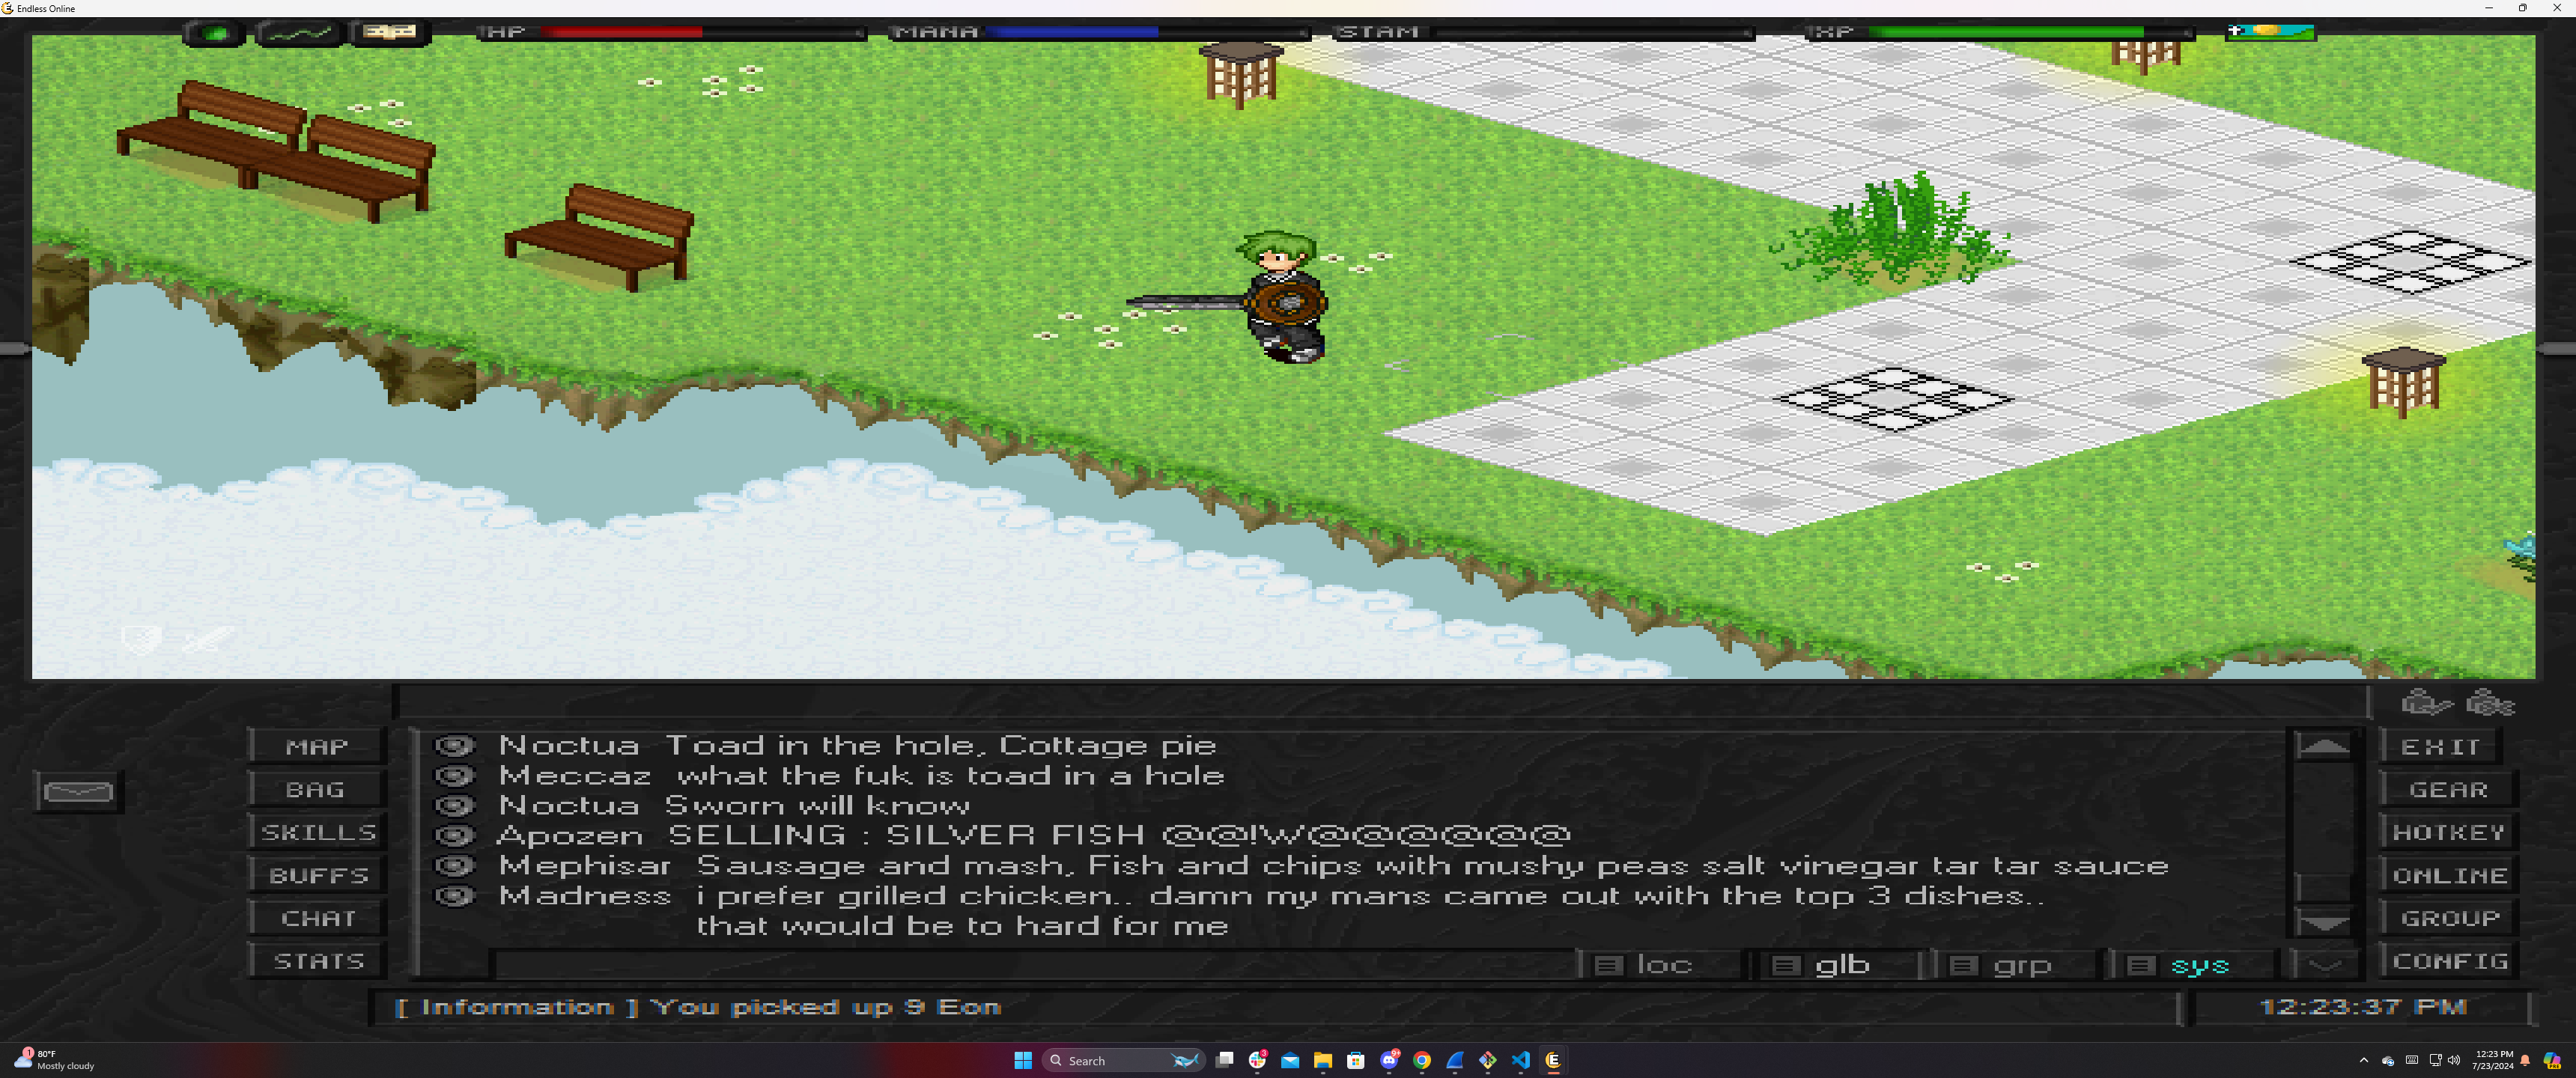 Endless Online
HP
MANA
STAM
XP
MAP
BAG
SKILLS
BUFFS
CHAT
STATS
Noctua Toad in the hole, Cottage pie
Meccaz what the fuk is toad in a hole
Noctua Sworn will know
Apozen SELLING : SILVER FISH @@!W@@@@@@
Mephisar Sausage and mash, Fish and chips with mushy peas salt vinegar tar tar sauce
Madness i prefer grilled chicken.. damn my mans came out with the top 3 dishes..
that would be to hard for me
loc glb grp sys
EXIT
GEAR
HOTKEY
ONLINE
GROUP
CONFIG
[ Information ] You picked up 9 Eon
12:23:37 PM
1
80°F
Mostly cloudy
Search
3
9+
12:23 PM
7/23/2024